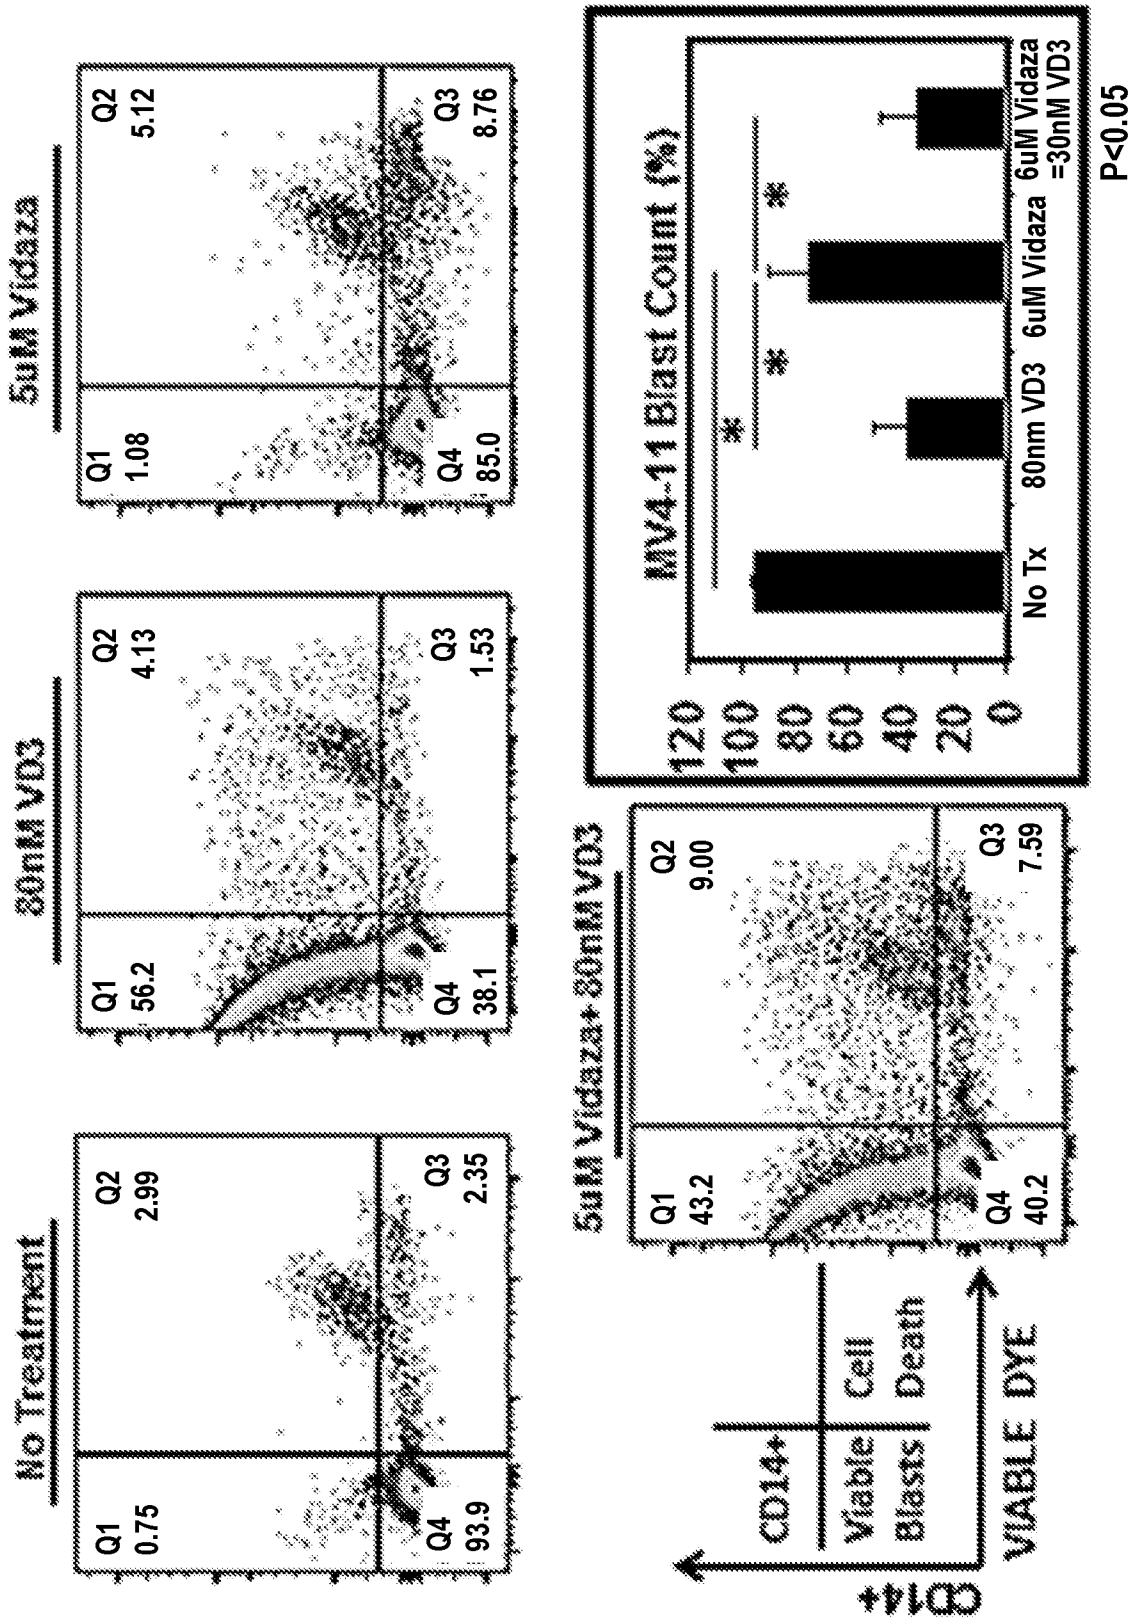 No Treatment
Q1
0.75
Q2
2.99
Q4
93.9
Q3
2.35
80nM VD3
Q1
56.2
Q2
4.13
Q4
38.1
Q3
1.53
5uM Vidaza
Q1
1.08
Q2
5.12
Q4
85.0
Q3
8.76
CD14+
CD14+
Viable Blasts
Cell Death
VIABLE DYE
5uM Vidaza+80nM VD3
Q1
43.2
Q2
9.00
Q4
40.2
Q3
7.59
MV4-11 Blast Count (%)
120
100
80
60
40
20
0
*
*
*
No Tx
80nm VD3
6uM Vidaza
6uM Vidaza
=30nM VD3
P<0.05